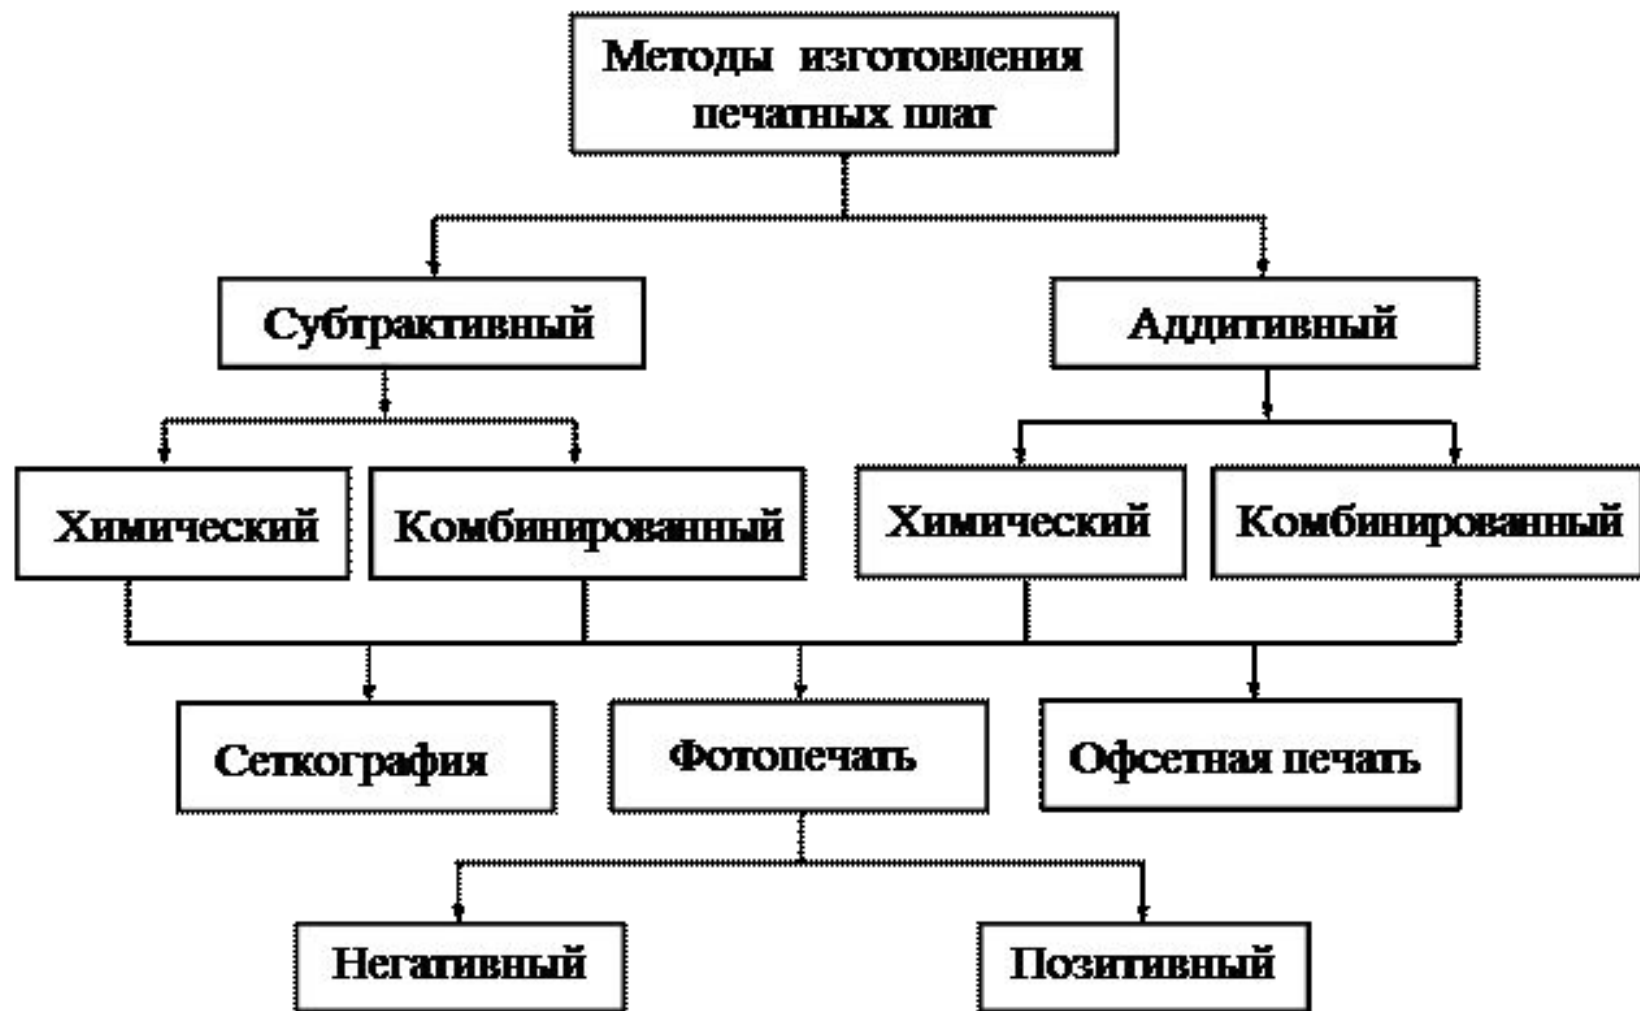 Методы изготовления
печатных плат
Субтрактивный
Аддитивный
Химический
Комбинированный
Химический
Комбинированный
Сеткография
Фотопечать
Офсетная печать
Негативный
Позитивный